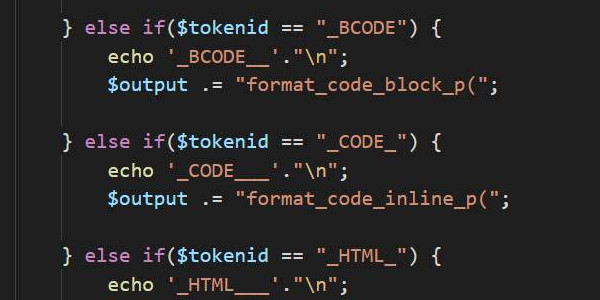 } else if($tokenid == "_BCODE") {
echo '_BCODE__'."\n";
$output .= "format_code_block_p(";
} else if($tokenid == "_CODE_") {
echo '_CODE___'."\n";
$output .= "format_code_inline_p(";
} else if($tokenid == "_HTML_") {
echo '_HTML___'."\n";